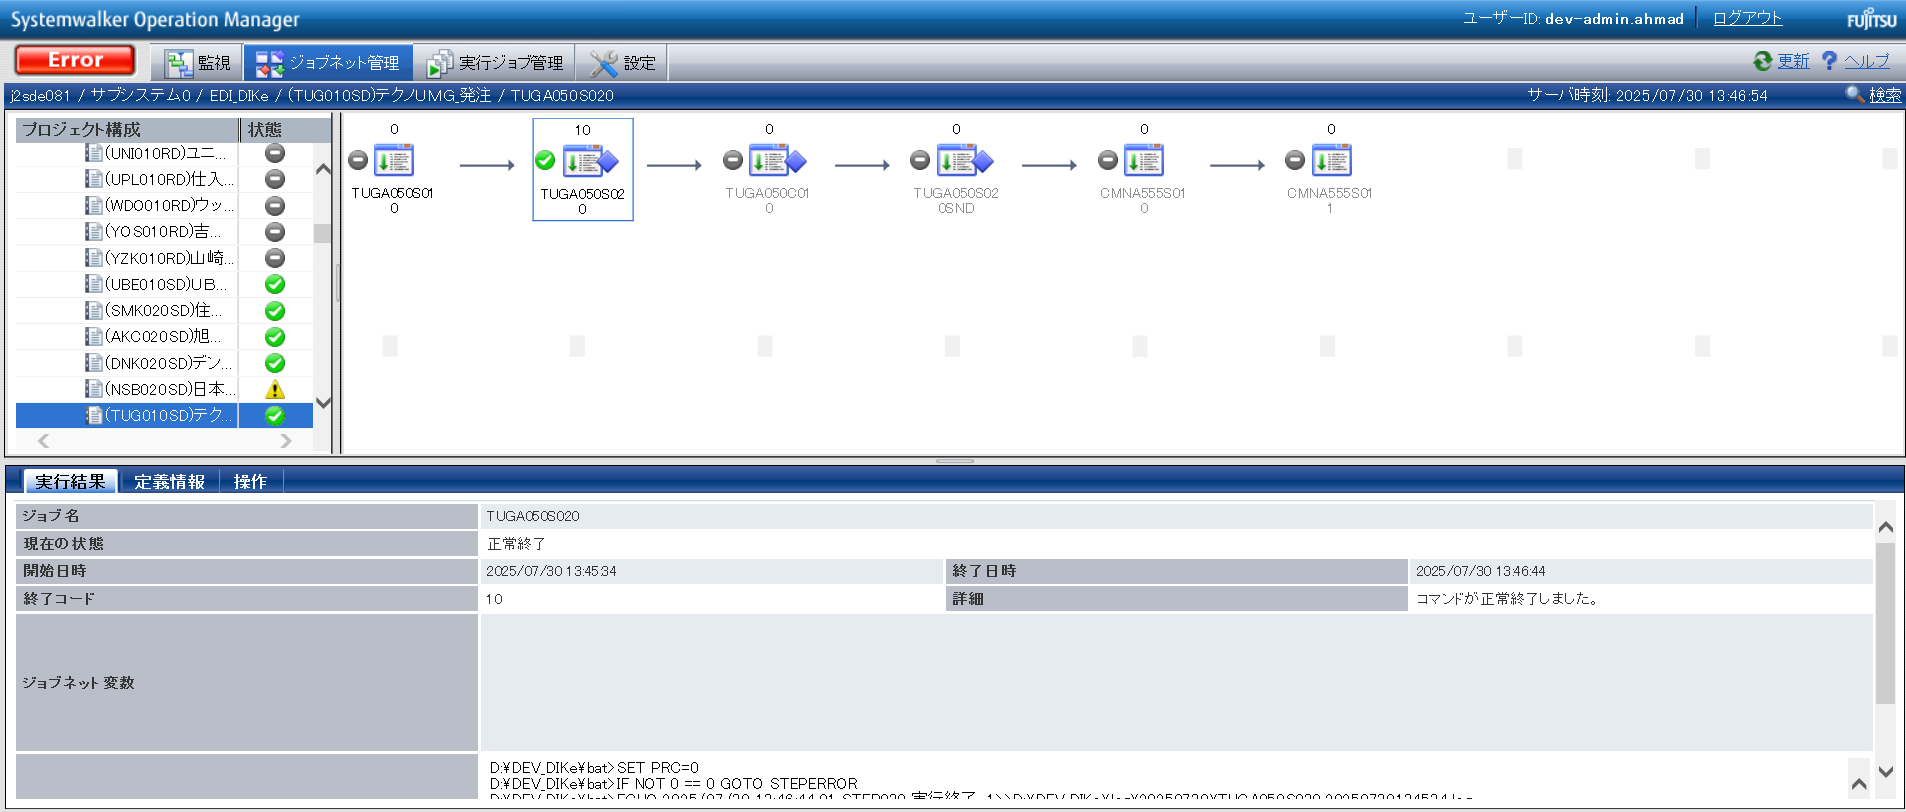 Systemwalker Operation Manager
ユーザーID: dev-admin.ahmad
ログアウト
FUJITSU
Error
監視
ジョブネット管理
実行ジョブ管理
設定
更新
ヘルプ
j2sde081 / サブシステム0 / EDI_DIKe / (TUG010SD)テクノUMG_発注 / TUGA050S020
サーバ時刻: 2025/07/30 13:46:54
検索
プロジェクト構成
状態
(UNI010RD)ユニ...
(UPL010RD)仕入...
(WDO010RD)ウッ...
(YOS010RD)吉...
(YZK010RD)山崎...
(UBE010SD)UB...
(SMK020SD)住...
(AKC020SD)旭...
(DNK020SD)デン...
(NSB020SD)日本...
(TUG010SD)テク...
0
TUGA050S01
0
10
TUGA050S02
0
0
TUGA050C01
0
0
TUGA050S02
0SND
0
CMNA555S01
0
0
CMNA555S01
1
実行結果
定義情報
操作
ジョブ名
TUGA050S020
現在の状態
正常終了
開始日時
2025/07/30 13:45:34
終了日時
2025/07/30 13:46:44
終了コード
10
詳細
コマンドが正常終了しました。
ジョブネット変数
D:¥DEV_DIKe¥bat>SET PRC=0
D:¥DEV_DIKe¥bat>IF NOT 0 == 0 GOTO STEPERROR